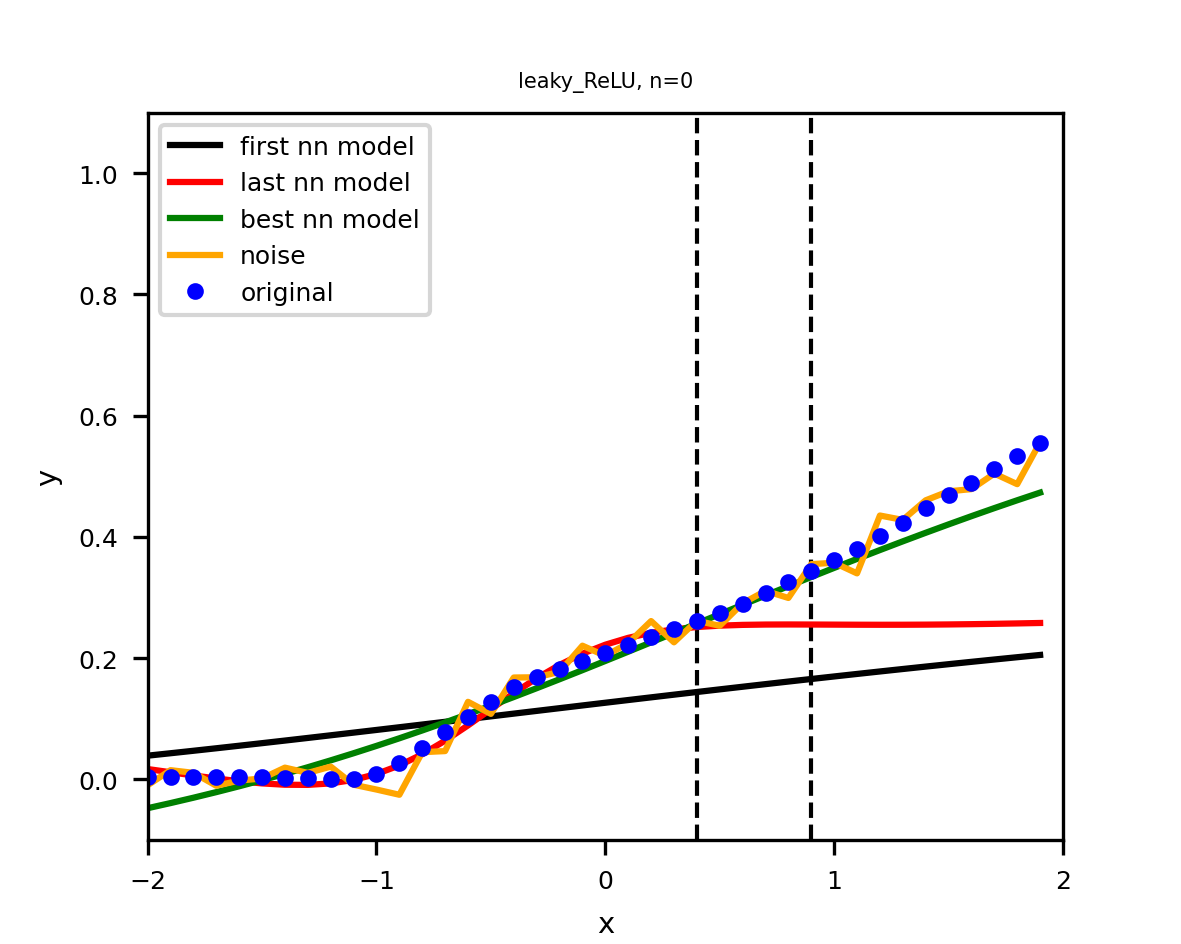 leaky_ReLU, n=0
first nn model
last nn model
best nn model
noise
original
1.0
0.8
0.6
0.4
0.2
0.0
y
−2
−1
0
1
2
x